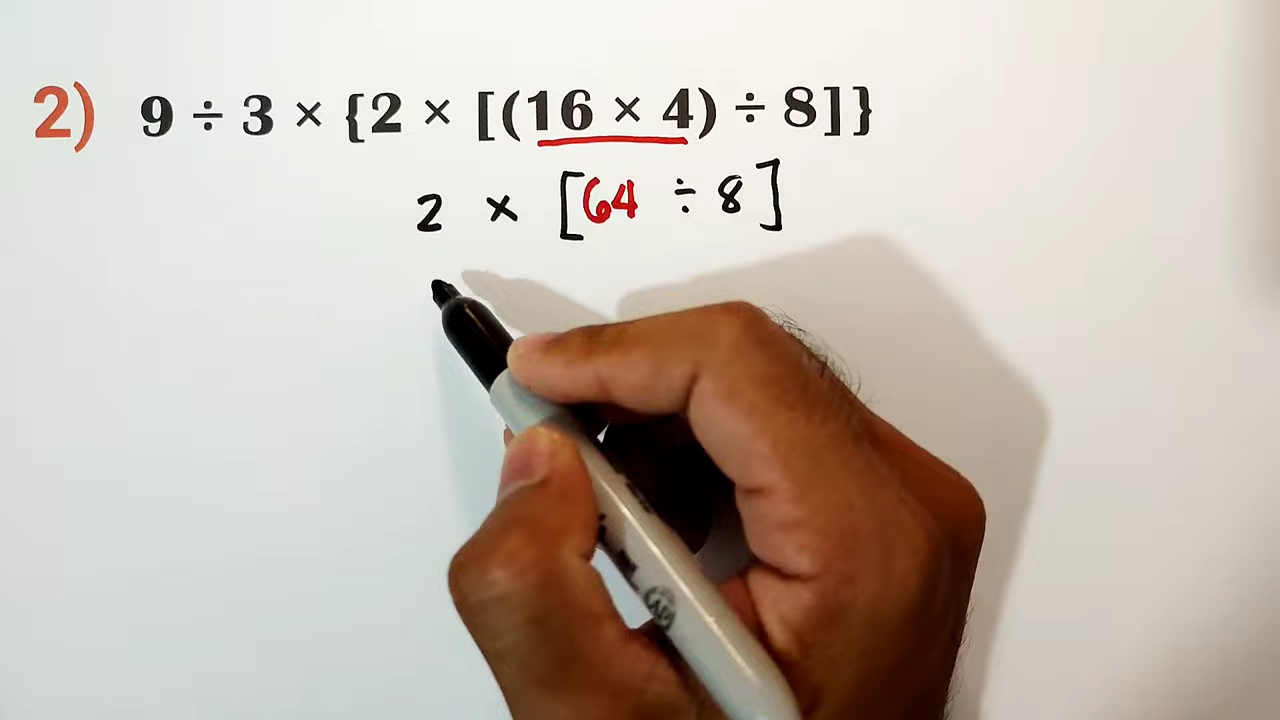 2) 9 ÷ 3 × {2 × [(16 × 4) ÷ 8]}
2 × [64 ÷ 8]